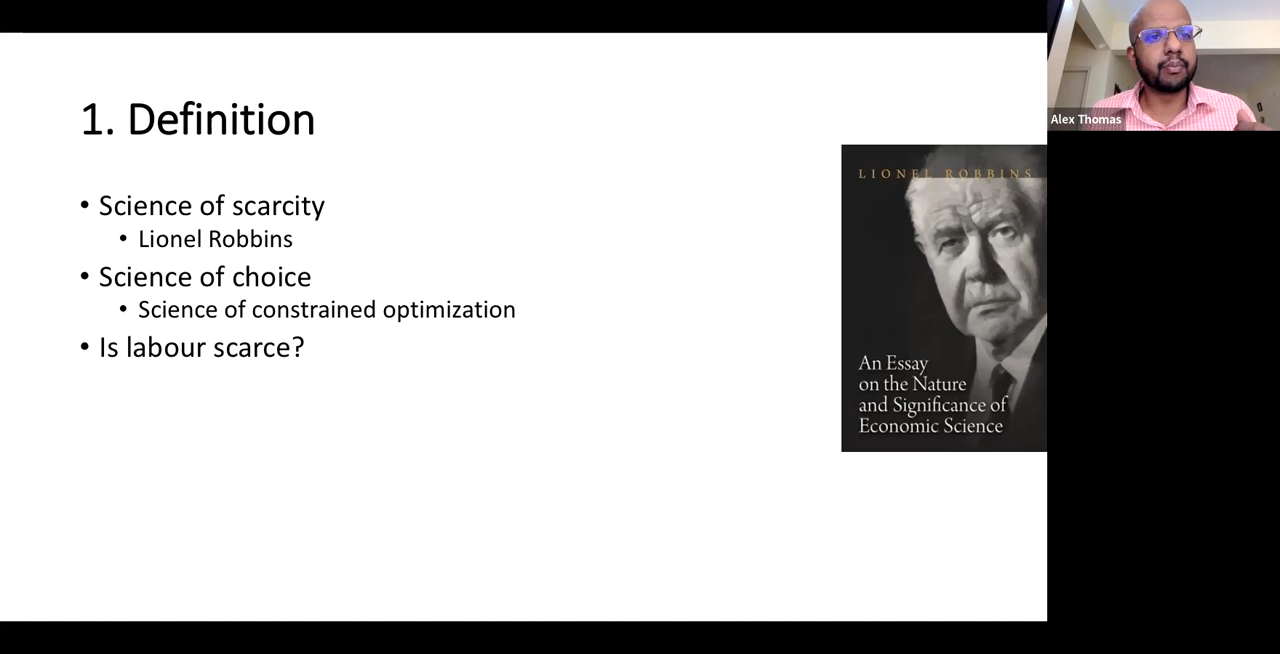 1. Definition
• Science of scarcity
• Lionel Robbins
• Science of choice
• Science of constrained optimization
• Is labour scarce?
LIONEL ROBBINS
An Essay
on the Nature
and Significance of
Economic Science
Alex Thomas